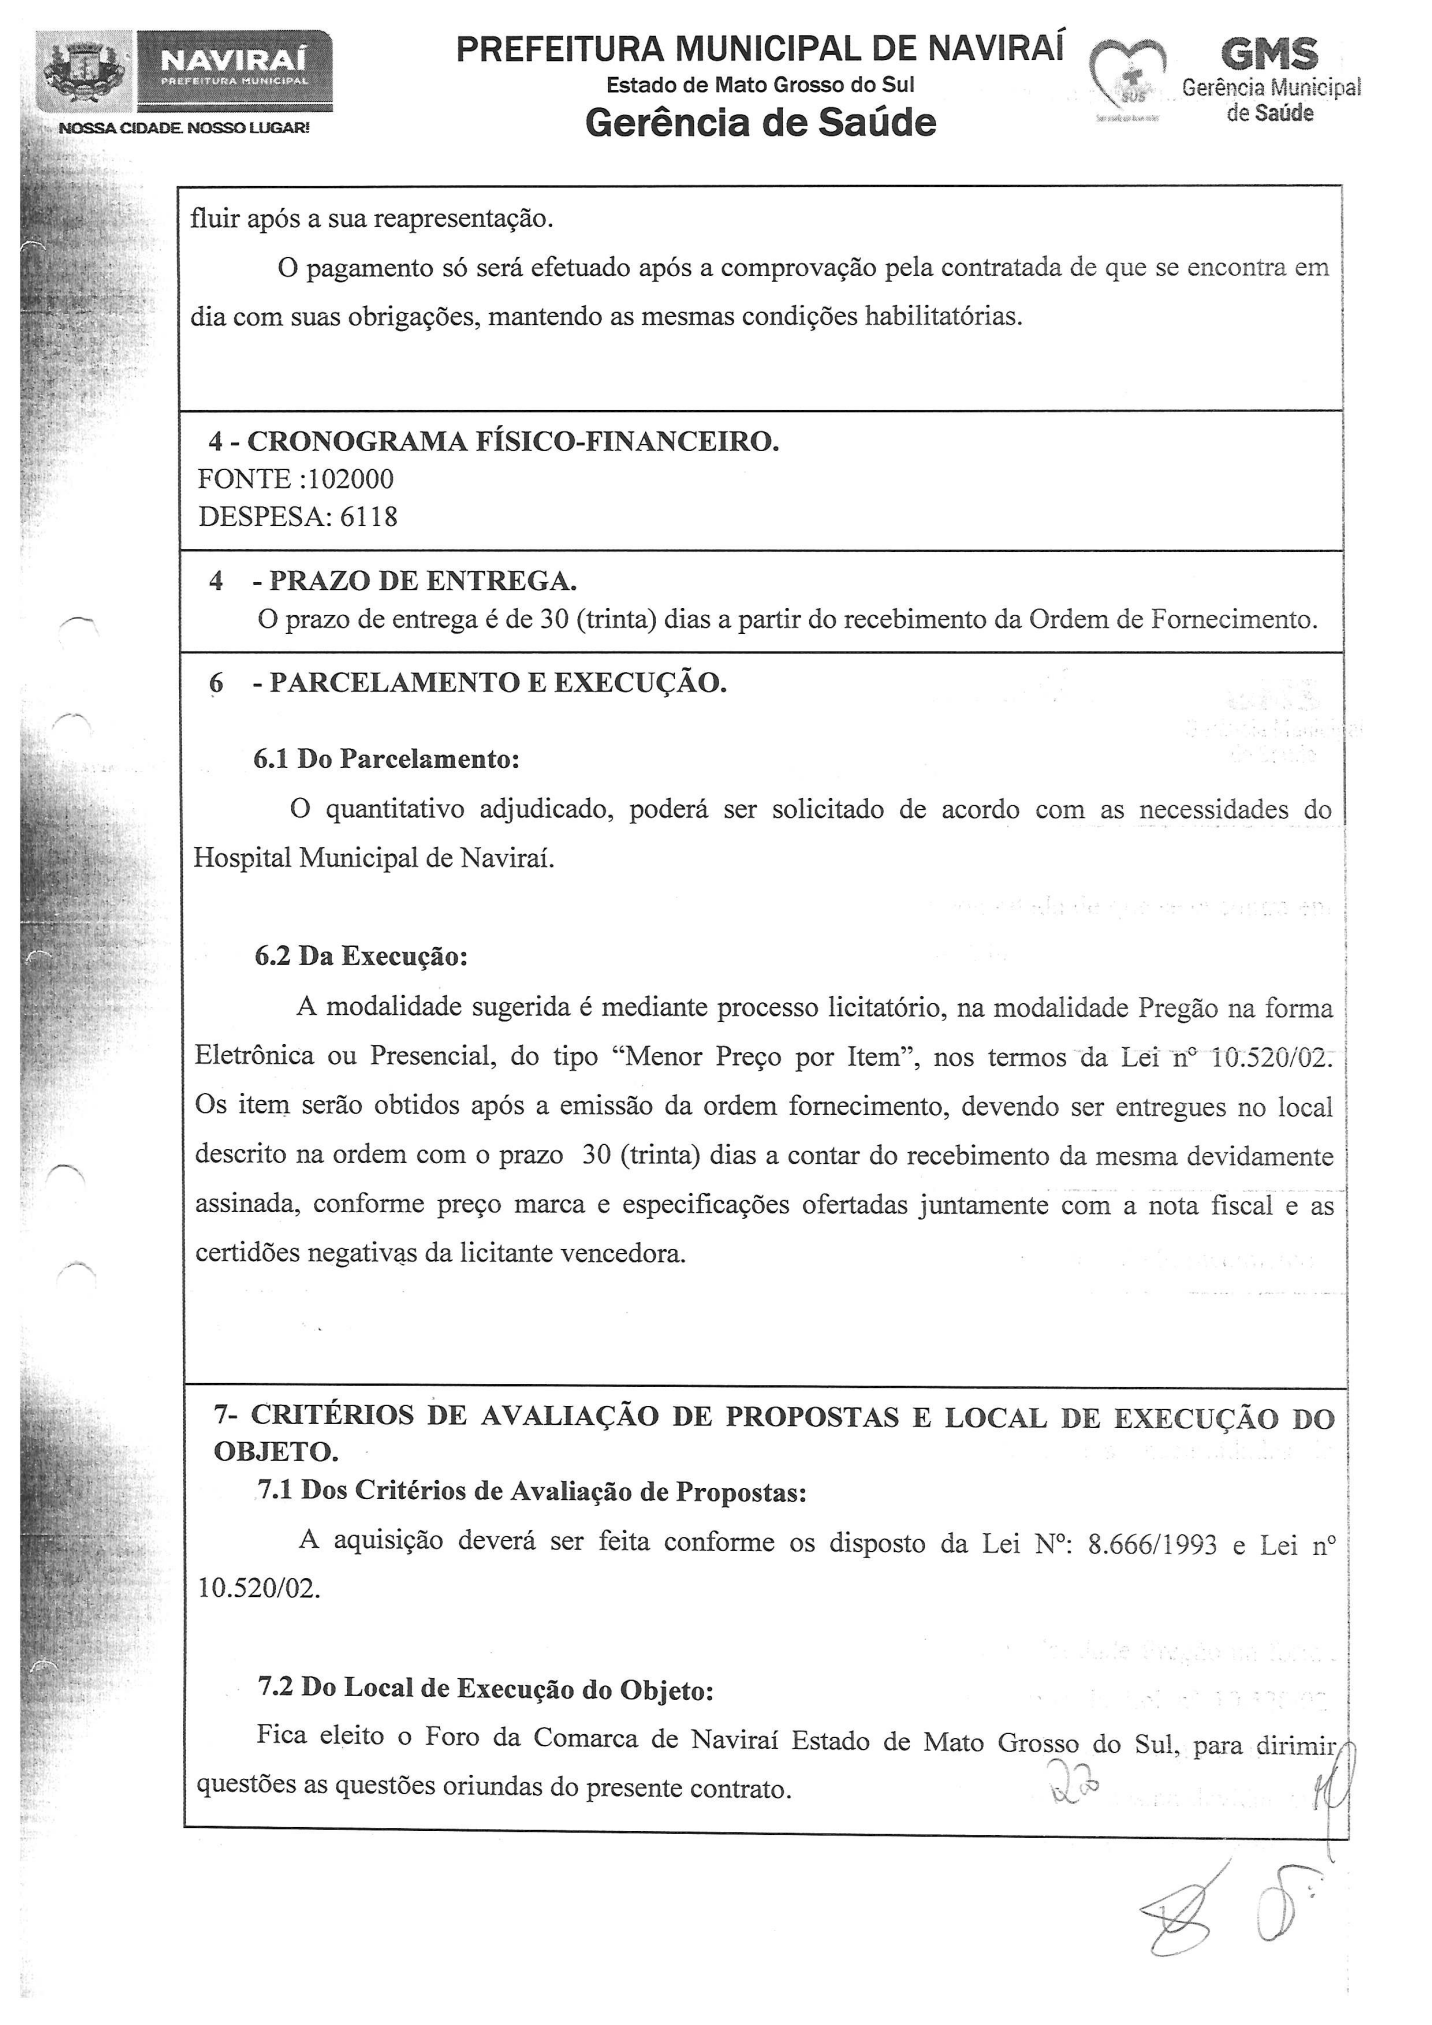 NAVIRAÍ
PREFEITURA MUNICIPAL
NOSSA CIDADE. NOSSO LUGAR!
PREFEITURA MUNICIPAL DE NAVIRAÍ
Estado de Mato Grosso do Sul
Gerência de Saúde
SUS
GMS
Gerência Municipal
de Saúde
fluir após a sua reapresentação.
O pagamento só será efetuado após a comprovação pela contratada de que se encontra em
dia com suas obrigações, mantendo as mesmas condições habilitatórias.
4 - CRONOGRAMA FÍSICO-FINANCEIRO.
FONTE :102000
DESPESA: 6118
4 - PRAZO DE ENTREGA.
O prazo de entrega é de 30 (trinta) dias a partir do recebimento da Ordem de Fornecimento.
6 - PARCELAMENTO E EXECUÇÃO.
6.1 Do Parcelamento:
O quantitativo adjudicado, poderá ser solicitado de acordo com as necessidades do
Hospital Municipal de Naviraí.
6.2 Da Execução:
A modalidade sugerida é mediante processo licitatório, na modalidade Pregão na forma
Eletrônica ou Presencial, do tipo “Menor Preço por Item”, nos termos da Lei nº 10.520/02.
Os item serão obtidos após a emissão da ordem fornecimento, devendo ser entregues no local
descrito na ordem com o prazo 30 (trinta) dias a contar do recebimento da mesma devidamente
assinada, conforme preço marca e especificações ofertadas juntamente com a nota fiscal e as
certidões negativas da licitante vencedora.
7- CRITÉRIOS DE AVALIAÇÃO DE PROPOSTAS E LOCAL DE EXECUÇÃO DO
OBJETO.
7.1 Dos Critérios de Avaliação de Propostas:
A aquisição deverá ser feita conforme os disposto da Lei Nº: 8.666/1993 e Lei nº
10.520/02.
7.2 Do Local de Execução do Objeto:
Fica eleito o Foro da Comarca de Naviraí Estado de Mato Grosso do Sul, para dirimir
questões as questões oriundas do presente contrato.